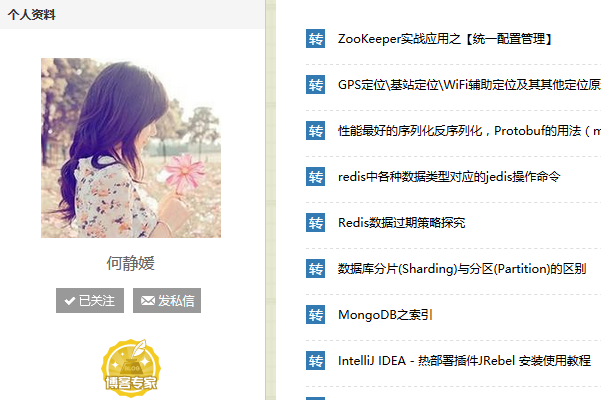 个人资料
何静媛
已关注
发私信
BLOG
博客专家
转 ZooKeeper实战应用之【统一配置管理】
转 GPS定位\基站定位\WiFi辅助定位及其其他定位原
转 性能最好的序列化反序列化，Protobuf的用法（m
转 redis中各种数据类型对应的jedis操作命令
转 Redis数据过期策略探究
转 数据库分片(Sharding)与分区(Partition)的区别
转 MongoDB之索引
转 IntelliJ IDEA - 热部署插件JRebel 安装使用教程